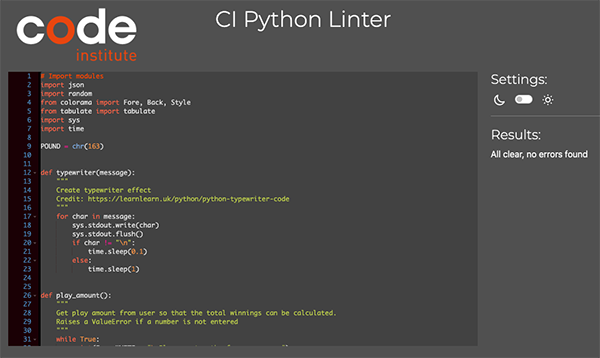 code
institute
CI Python Linter
Settings:
Results:
All clear, no errors found
1 # Import modules
2 import json
3 import random
4 from colorama import Fore, Back, Style
5 from tabulate import tabulate
6 import sys
7 import time
8
9 POUND = chr(163)
10
11
12 def typewriter(message):
13 """
14 Create typewriter effect
15 Credit: https://learnlearn.uk/python/python-typewriter-code
16 """
17 for char in message:
18 sys.stdout.write(char)
19 sys.stdout.flush()
20 if char != "\n":
21 time.sleep(0.1)
22 else:
23 time.sleep(1)
24
25
26 def play_amount():
27 """
28 Get play amount from user so that the total winnings can be calculated.
29 Raises a ValueError if a number is not entered
30 """
31 while True: